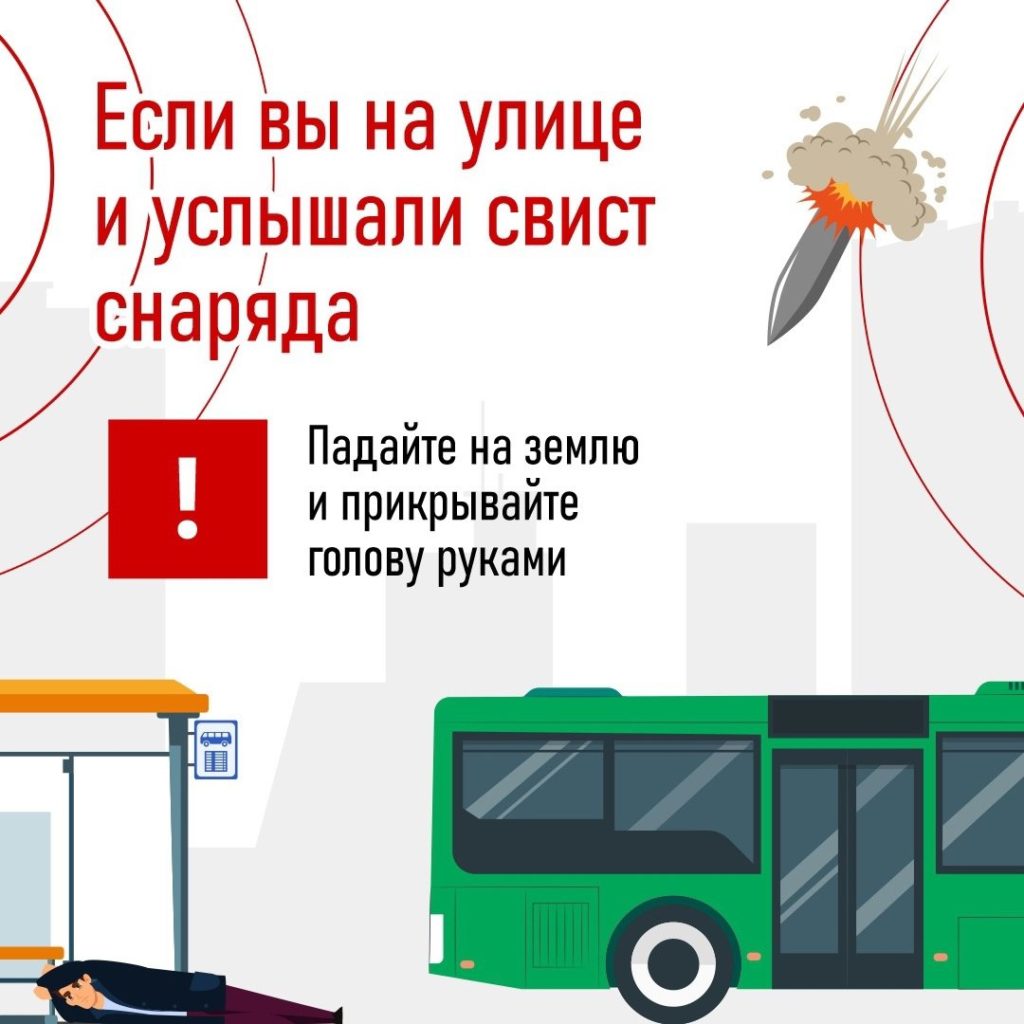 Если вы на улице
и услышали свист
снаряда
!
Падайте на землю
и прикрывайте
голову руками